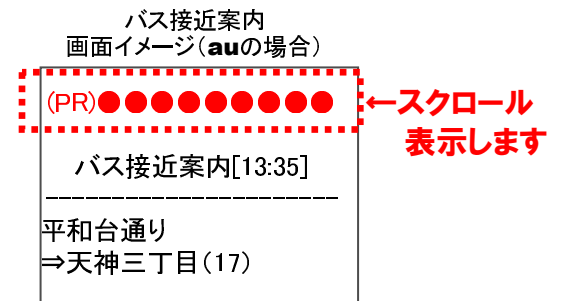 バス接近案内
画面イメージ(auの場合)
(PR)●●●●●●●●●
←スクロール
表示します
バス接近案内[13:35]
-----------------------
平和台通り
⇒天神三丁目(17)